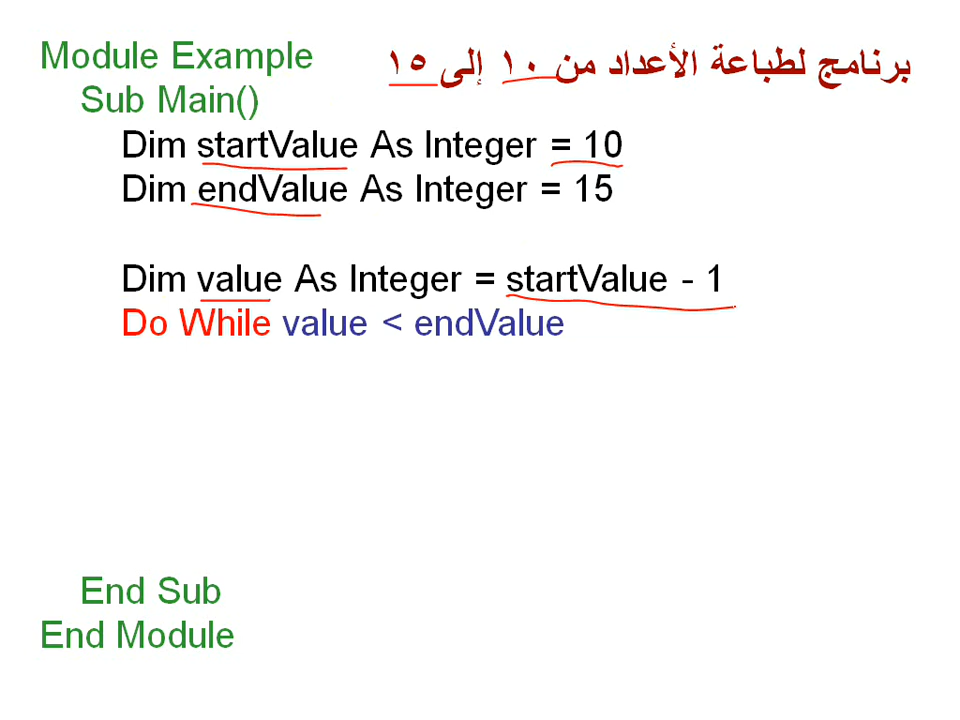 Module Example
برنامج لطباعة الأعداد من ١٠ إلى ١٥
Sub Main()
Dim startValue As Integer = 10
Dim endValue As Integer = 15
Dim value As Integer = startValue - 1
Do While value < endValue
End Sub
End Module